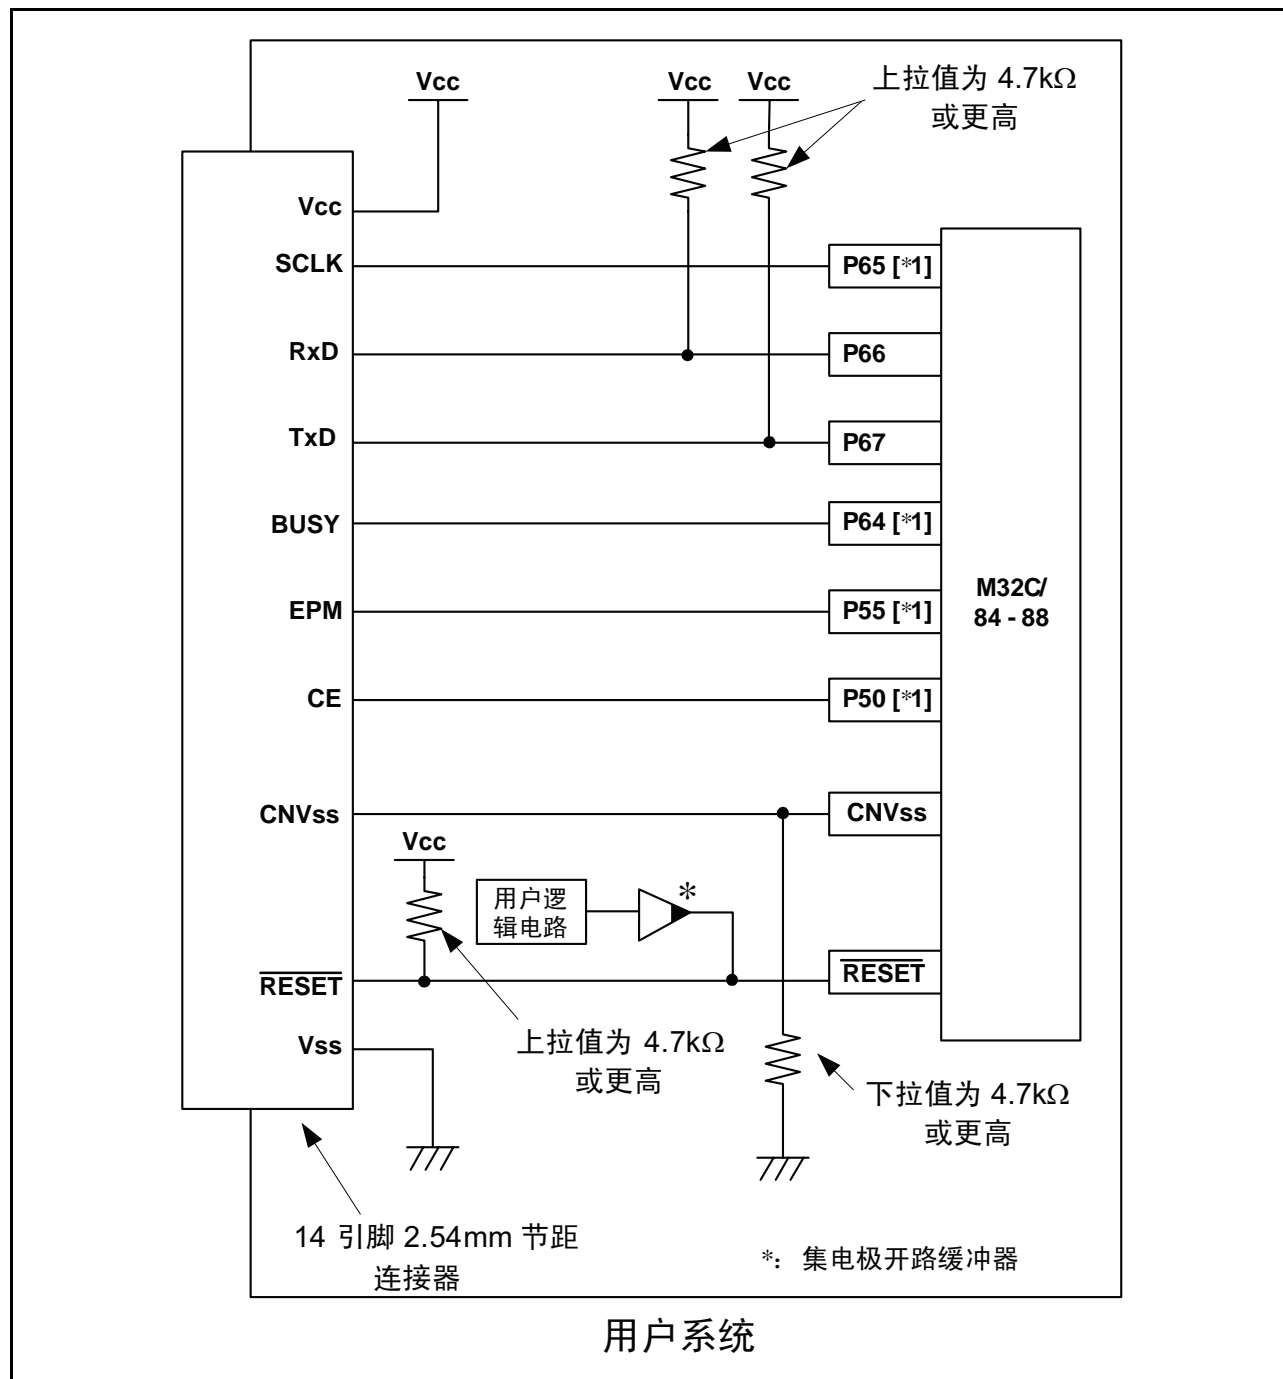 Vcc
Vcc
Vcc
上拉值为 4.7kΩ
或更高
Vcc
SCLK
P65 [*1]
RxD
P66
TxD
P67
BUSY
P64 [*1]
EPM
P55 [*1]
M32C/
84 - 88
CE
P50 [*1]
CNVss
CNVss
Vcc
用户逻
辑电路
*
RESET
RESET
Vss
上拉值为 4.7kΩ
或更高
下拉值为 4.7kΩ
或更高
14 引脚 2.54mm 节距
连接器
*: 集电极开路缓冲器
用户系统